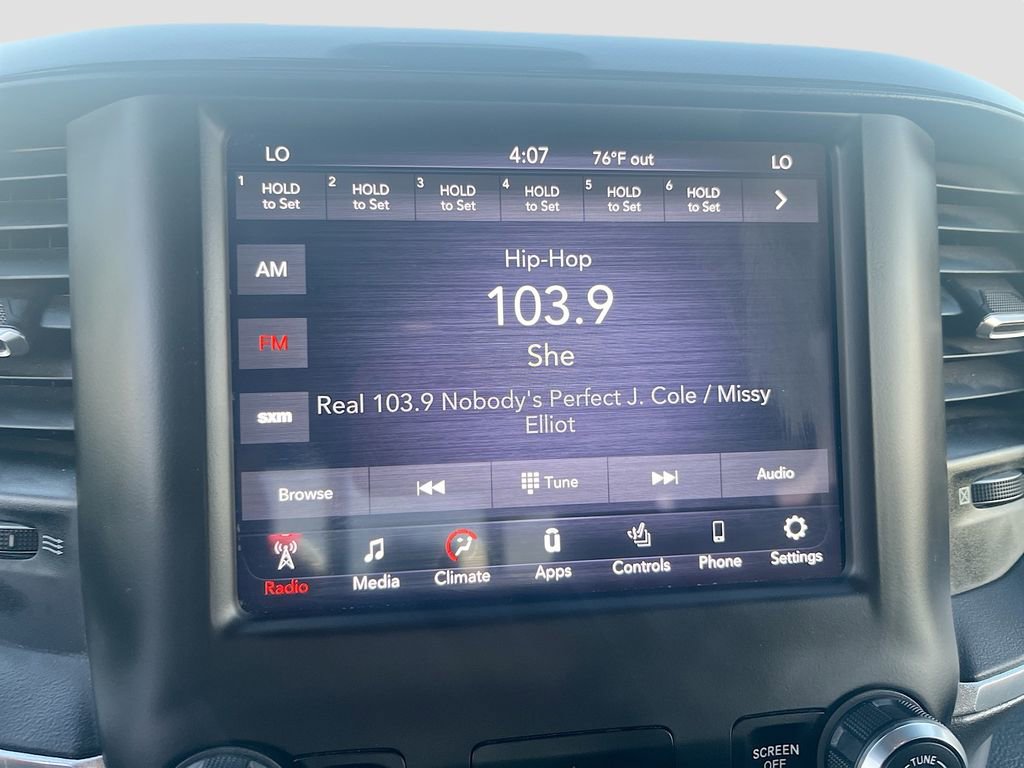 LO 4:07 76°F out LO
1 HOLD to Set 2 HOLD to Set 3 HOLD to Set 4 HOLD to Set 5 HOLD to Set 6 HOLD to Set
AM
FM
sxm
Hip-Hop
103.9
She
Real 103.9 Nobody's Perfect J. Cole / Missy
Elliot
Browse Tune Audio
Radio Media Climate Apps Controls Phone Settings
SCREEN
OFF
TUNE